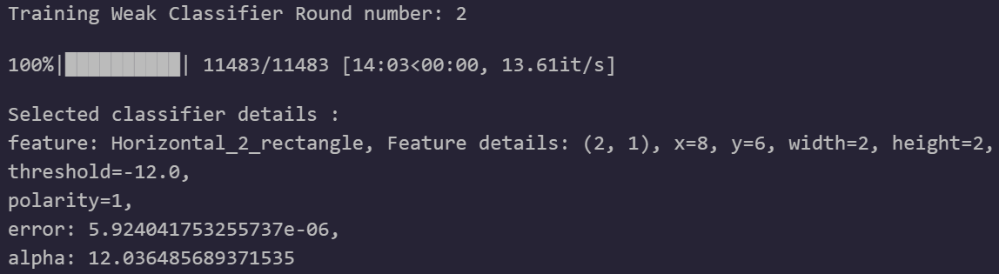 Training Weak Classifier Round number: 2
100%|██████████| 11483/11483 [14:03<00:00, 13.61it/s]
Selected classifier details :
feature: Horizontal_2_rectangle, Feature details: (2, 1), x=8, y=6, width=2, height=2,
threshold=-12.0,
polarity=1,
error: 5.9240417532557​37e-06,
alpha: 12.036485689371535